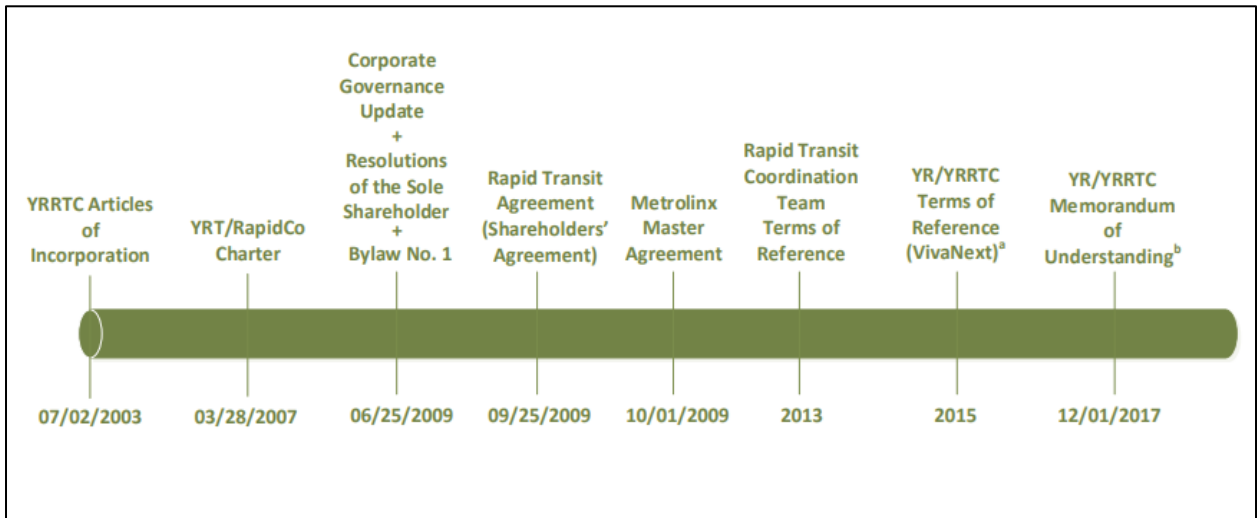 YRRTC Articles
of
Incorporation
YRT/RapidCo
Charter
Corporate
Governance
Update
+
Resolutions
of the Sole
Shareholder
+
Bylaw No. 1
Rapid Transit
Agreement
(Shareholders’
Agreement)
Metrolinx
Master
Agreement
Rapid Transit
Coordination
Team
Terms of
Reference
YR/YRRTC
Terms of
Reference
(VivaNext)ᵃ
YR/YRRTC
Memorandum
of
Understandingᵇ
07/02/2003
03/28/2007
06/25/2009
09/25/2009
10/01/2009
2013
2015
12/01/2017